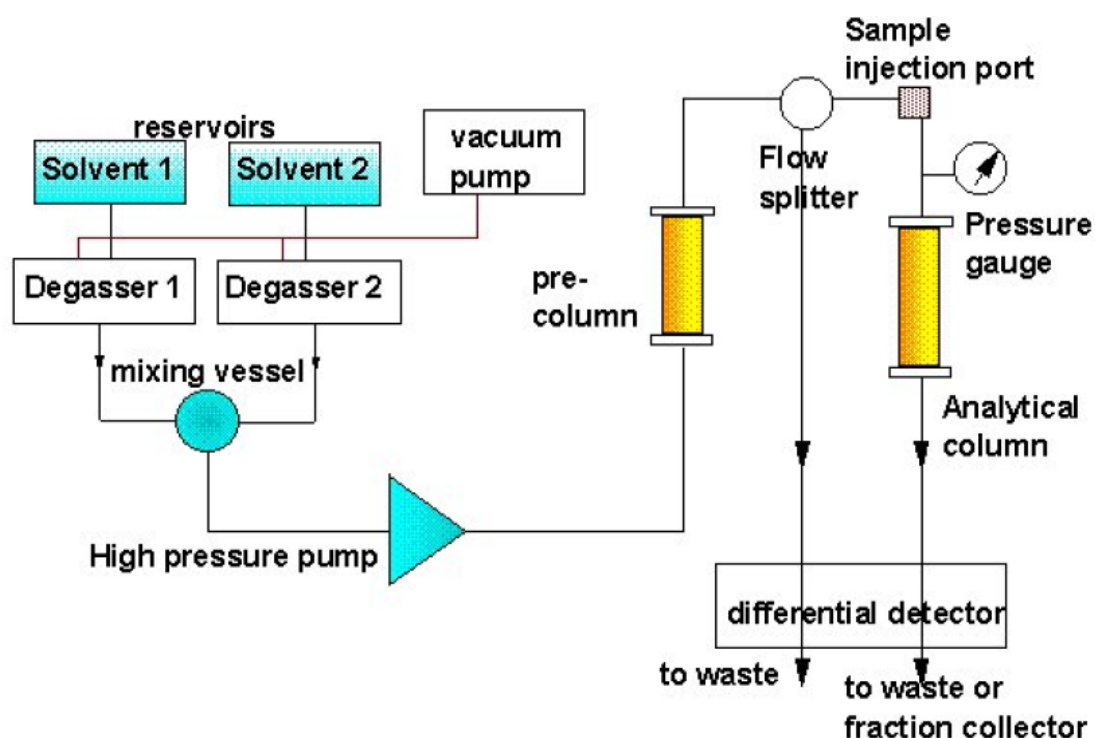 Sample
injection port
reservoirs
vacuum
pump
Solvent 1
Solvent 2
Flow
splitter
Pressure
gauge
Degasser 1
Degasser 2
pre-
column
mixing vessel
Analytical
column
High pressure pump
differential detector
to waste
to waste or
fraction collector